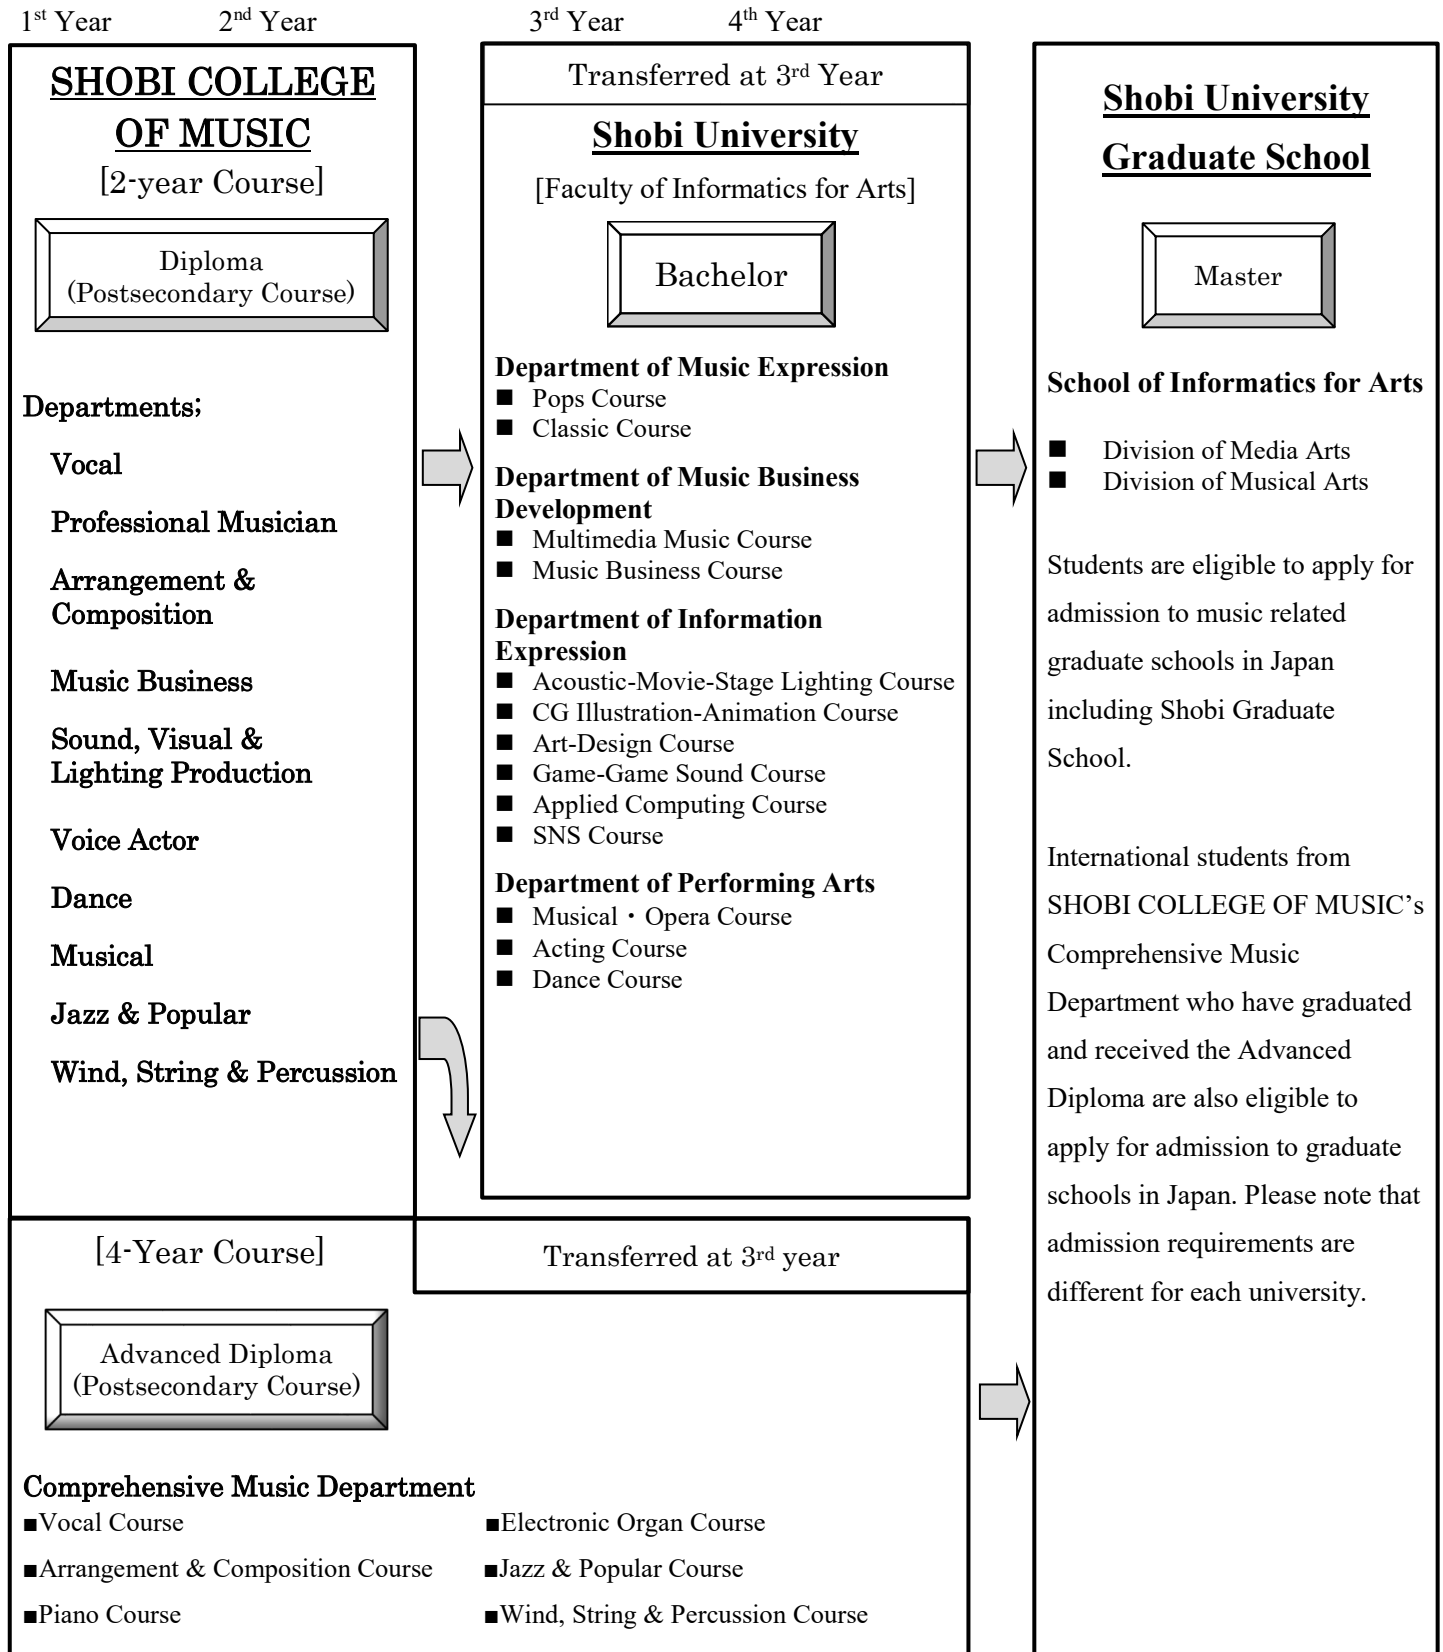 1st Year 2nd Year 3rd Year 4th Year
SHOBI COLLEGE
OF MUSIC
[2-year Course]
Diploma
(Postsecondary Course)
Departments;
Vocal
Professional Musician
Arrangement &
Composition
Music Business
Sound, Visual &
Lighting Production
Voice Actor
Dance
Musical
Jazz & Popular
Wind, String & Percussion
Transferred at 3rd Year
Shobi University
[Faculty of Informatics for Arts]
Bachelor
Department of Music Expression
■ Pops Course
■ Classic Course
Department of Music Business
Development
■ Multimedia Music Course
■ Music Business Course
Department of Information
Expression
■ Acoustic-Movie-Stage Lighting Course
■ CG Illustration-Animation Course
■ Art-Design Course
■ Game-Game Sound Course
■ Applied Computing Course
■ SNS Course
Department of Performing Arts
■ Musical・Opera Course
■ Acting Course
■ Dance Course
Shobi University
Graduate School
Master
School of Informatics for Arts
■ Division of Media Arts
■ Division of Musical Arts
Students are eligible to apply for
admission to music related
graduate schools in Japan
including Shobi Graduate
School.
International students from
SHOBI COLLEGE OF MUSIC’s
Comprehensive Music
Department who have graduated
and received the Advanced
Diploma are also eligible to
apply for admission to graduate
schools in Japan. Please note that
admission requirements are
different for each university.
[4-Year Course]
Transferred at 3rd year
Advanced Diploma
(Postsecondary Course)
Comprehensive Music Department
■Vocal Course ■Electronic Organ Course
■Arrangement & Composition Course ■Jazz & Popular Course
■Piano Course ■Wind, String & Percussion Course